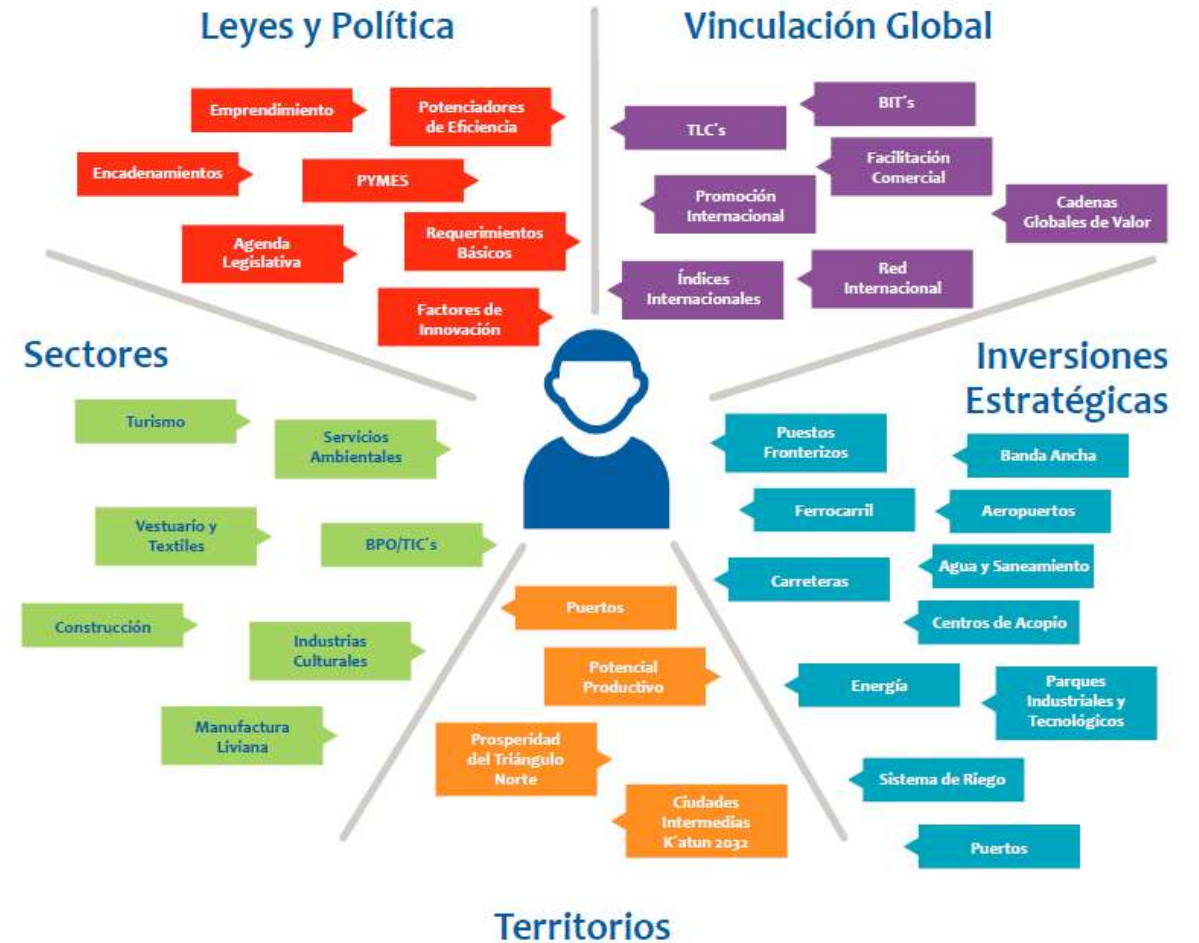 Leyes y Política
Emprendimiento
Potenciadores
de Eficiencia
Encadenamientos
PYMES
Agenda
Legislativa
Requerimientos
Básicos
Factores de
Innovación
Vinculación Global
BIT´s
TLC´s
Facilitación
Comercial
Promoción
Internacional
Cadenas
Globales de Valor
Índices
Internacionales
Red
Internacional
Sectores
Turismo
Servicios
Ambientales
Vestuario y
Textiles
BPO/TIC´s
Construcción
Industrias
Culturales
Manufactura
Liviana
Inversiones
Estratégicas
Puestos
Fronterizos
Banda Ancha
Ferrocarril
Aeropuertos
Carreteras
Agua y Saneamiento
Centros de Acopio
Energía
Parques
Industriales y
Tecnológicos
Sistema de Riego
Puertos
Puertos
Potencial
Productivo
Prosperidad
del Triángulo
Norte
Ciudades
Intermedias
K´atun 2032
Territorios